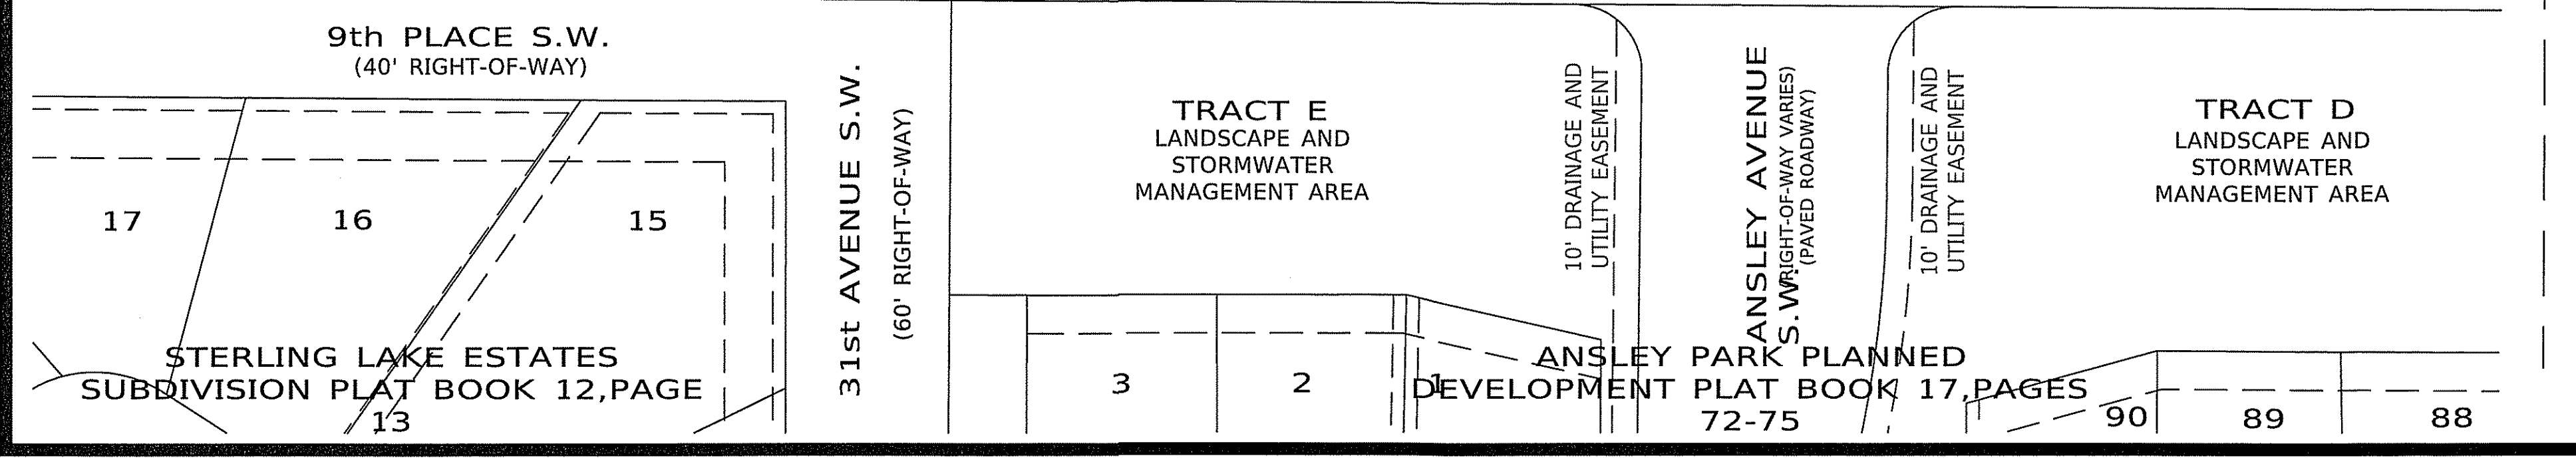 9th PLACE S.W.
(40' RIGHT-OF-WAY)
17
16
15
STERLING LAKE ESTATES
SUBDIVISION PLAT BOOK 12,PAGE
13
31st AVENUE S.W.
(60' RIGHT-OF-WAY)
TRACT E
LANDSCAPE AND
STORMWATER
MANAGEMENT AREA
3
2
1
10' DRAINAGE AND
UTILITY EASEMENT
ANSLEY AVENUE
S.W.
(RIGHT-OF-WAY VARIES)
(PAVED ROADWAY)
10' DRAINAGE AND
UTILITY EASEMENT
ANSLEY PARK PLANNED
DEVELOPMENT PLAT BOOK 17,PAGES
72-75
TRACT D
LANDSCAPE AND
STORMWATER
MANAGEMENT AREA
90
89
88